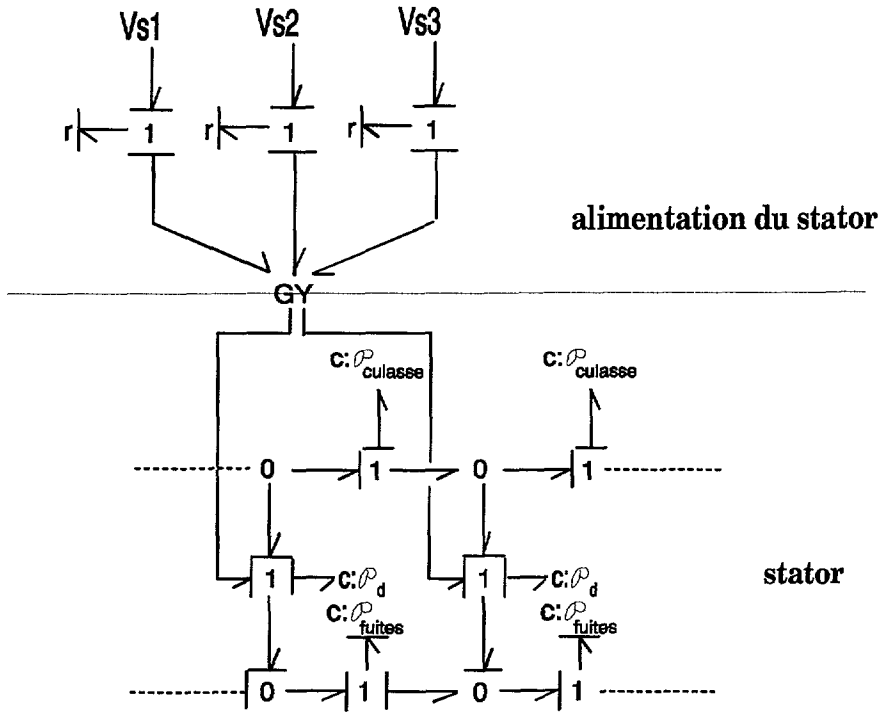 Vs1 Vs2 Vs3
r 1 r 1 r 1
alimentation du stator
GY
c:𝒫culasse c:𝒫culasse
0 1 0 1
1 c:𝒫d 1 c:𝒫d
stator
c:𝒫fuites c:𝒫fuites
0 1 0 1